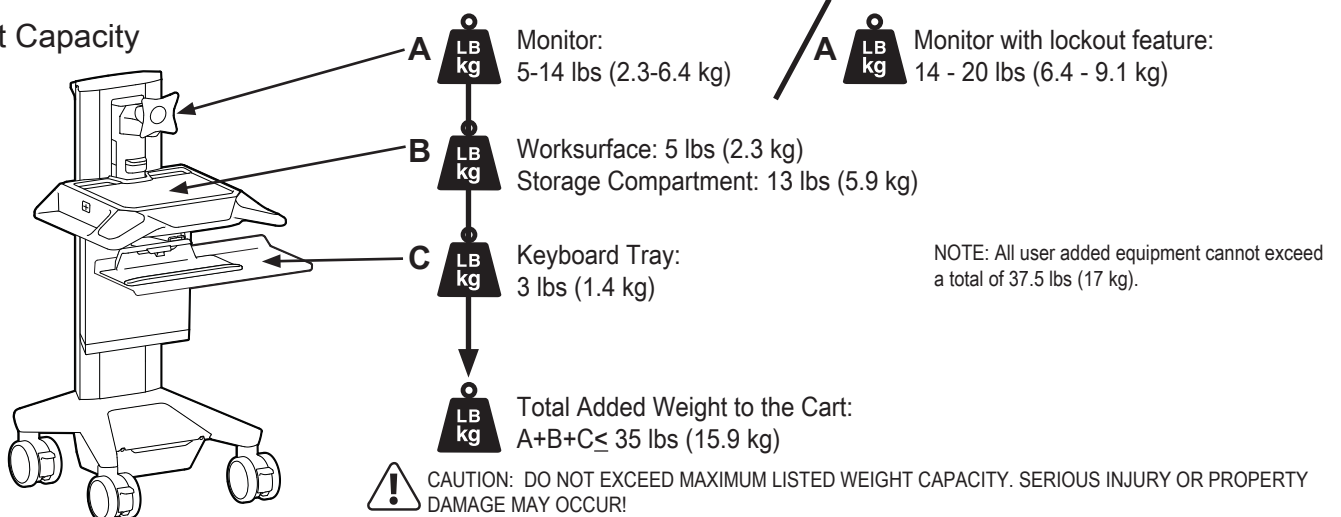 t Capacity
A
LB
kg
Monitor:
5-14 lbs (2.3-6.4 kg)
A
LB
kg
Monitor with lockout feature:
14 - 20 lbs (6.4 - 9.1 kg)
B
LB
kg
Worksurface: 5 lbs (2.3 kg)
Storage Compartment: 13 lbs (5.9 kg)
C
LB
kg
Keyboard Tray:
3 lbs (1.4 kg)
NOTE: All user added equipment cannot exceed
a total of 37.5 lbs (17 kg).
LB
kg
Total Added Weight to the Cart:
A+B+C≤ 35 lbs (15.9 kg)
CAUTION: DO NOT EXCEED MAXIMUM LISTED WEIGHT CAPACITY. SERIOUS INJURY OR PROPERTY
DAMAGE MAY OCCUR!